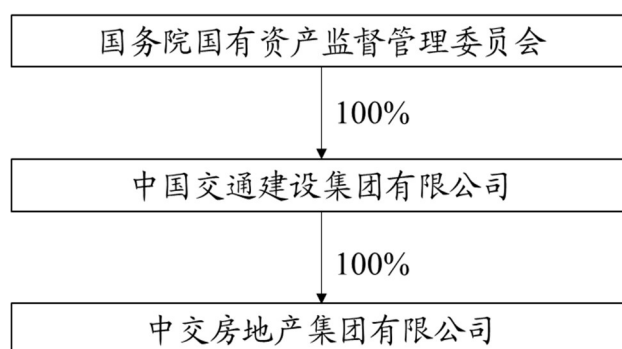 国务院国有资产监督管理委员会
100%
中国交通建设集团有限公司
100%
中交房地产集团有限公司